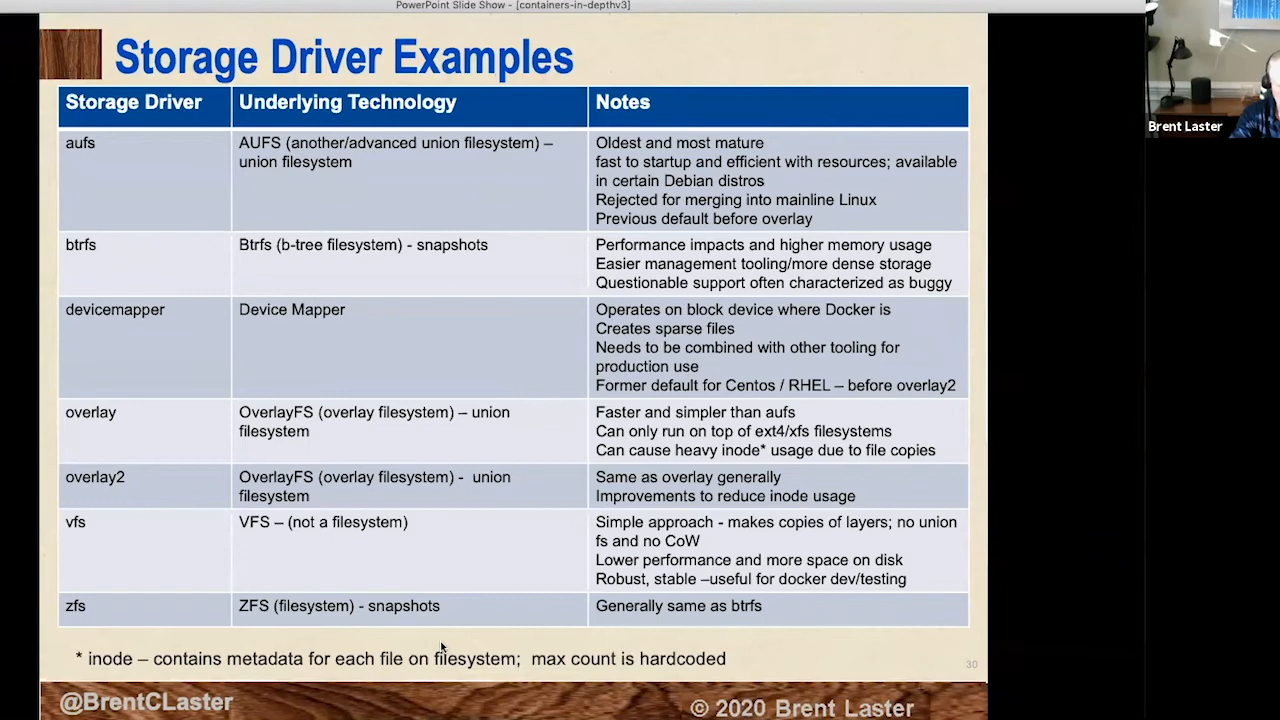 PowerPoint Slide Show - [containers-in-depthv3]
Storage Driver Examples
Storage Driver
Underlying Technology
Notes
aufs
AUFS (another/advanced union filesystem) –
union filesystem
Oldest and most mature
fast to startup and efficient with resources; available
in certain Debian distros
Rejected for merging into mainline Linux
Previous default before overlay
btrfs
Btrfs (b-tree filesystem) - snapshots
Performance impacts and higher memory usage
Easier management tooling/more dense storage
Questionable support often characterized as buggy
devicemapper
Device Mapper
Operates on block device where Docker is
Creates sparse files
Needs to be combined with other tooling for
production use
Former default for Centos / RHEL – before overlay2
overlay
OverlayFS (overlay filesystem) – union
filesystem
Faster and simpler than aufs
Can only run on top of ext4/xfs filesystems
Can cause heavy inode* usage due to file copies
overlay2
OverlayFS (overlay filesystem) - union
filesystem
Same as overlay generally
Improvements to reduce inode usage
vfs
VFS – (not a filesystem)
Simple approach - makes copies of layers; no union
fs and no CoW
Lower performance and more space on disk
Robust, stable –useful for docker dev/testing
zfs
ZFS (filesystem) - snapshots
Generally same as btrfs
* inode – contains metadata for each file on filesystem; max count is hardcoded
30
@BrentCLaster
© 2020 Brent Laster
Brent Laster